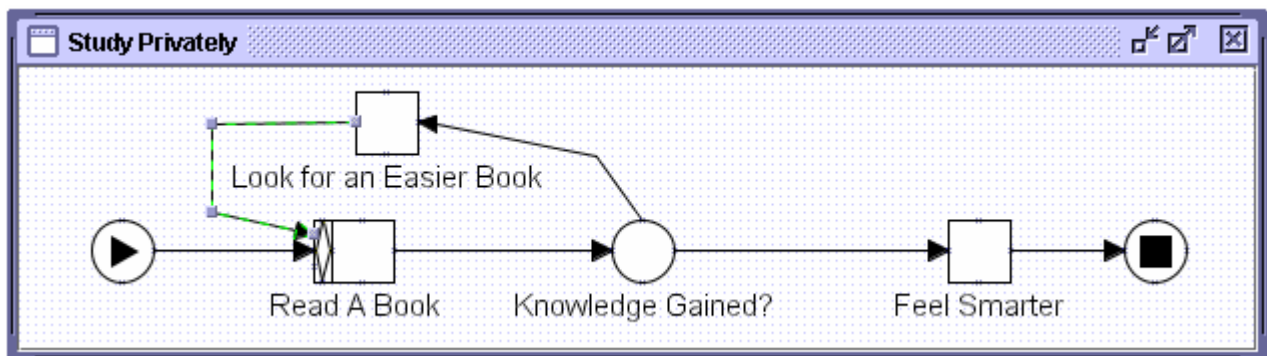 Study Privately
Look for an Easier Book
Read A Book
Knowledge Gained?
Feel Smarter